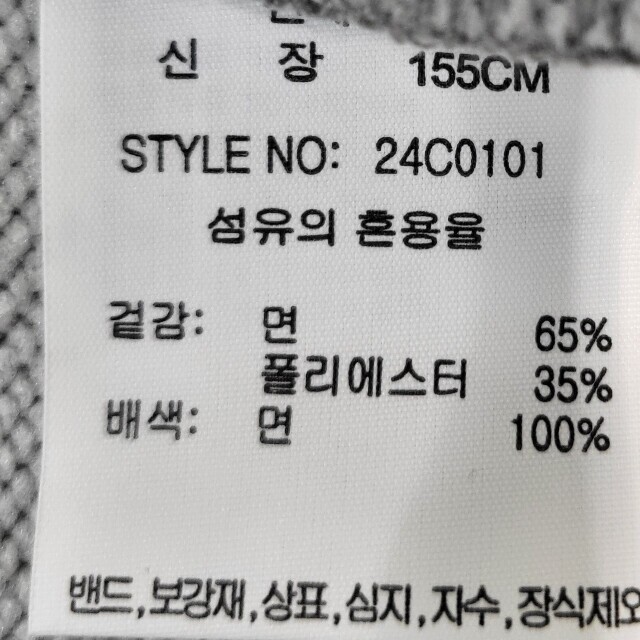 신 장 155CM
STYLE NO: 24C0101
섬유의 혼용율
겉감: 면 65%
폴리에스터 35%
배색: 면 100%
밴드,보강재,상표,심지,자수,장식제외